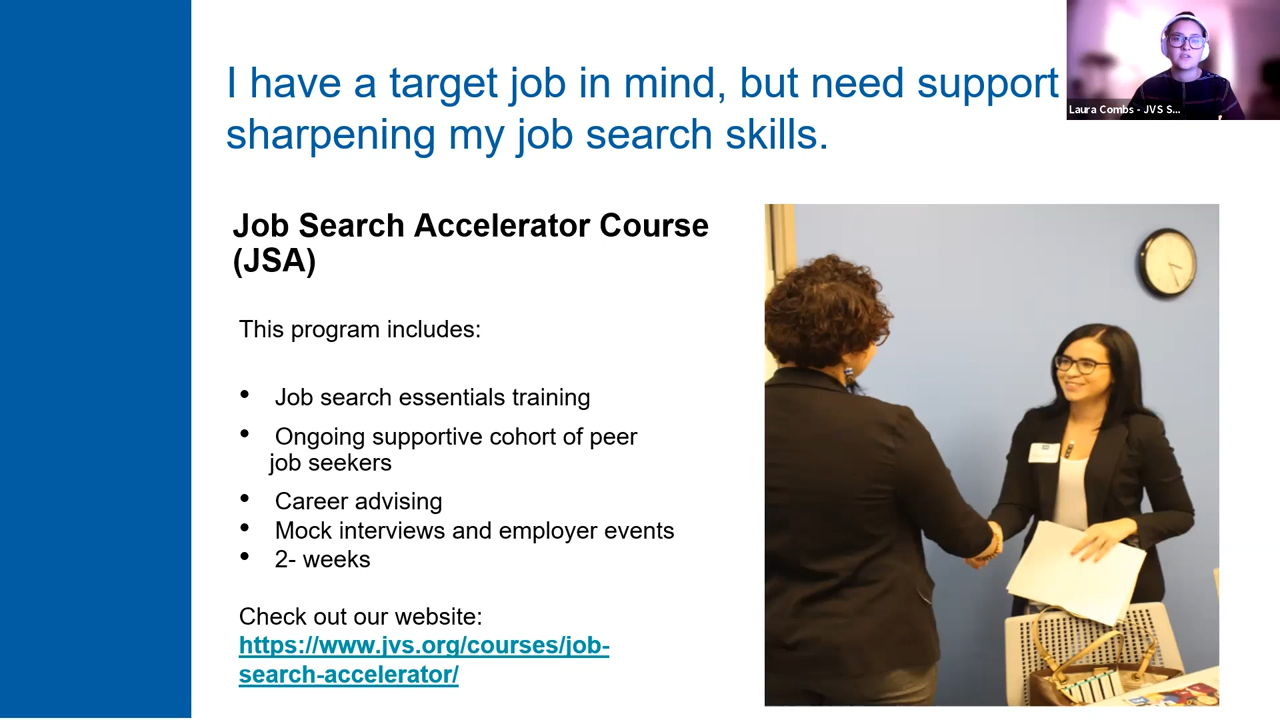 I have a target job in mind, but need support
sharpening my job search skills.
Laura Combs - JVS S...
Job Search Accelerator Course
(JSA)
This program includes:
• Job search essentials training
• Ongoing supportive cohort of peer
job seekers
• Career advising
• Mock interviews and employer events
• 2- weeks
Check out our website:
https://www.jvs.org/courses/job-
search-accelerator/